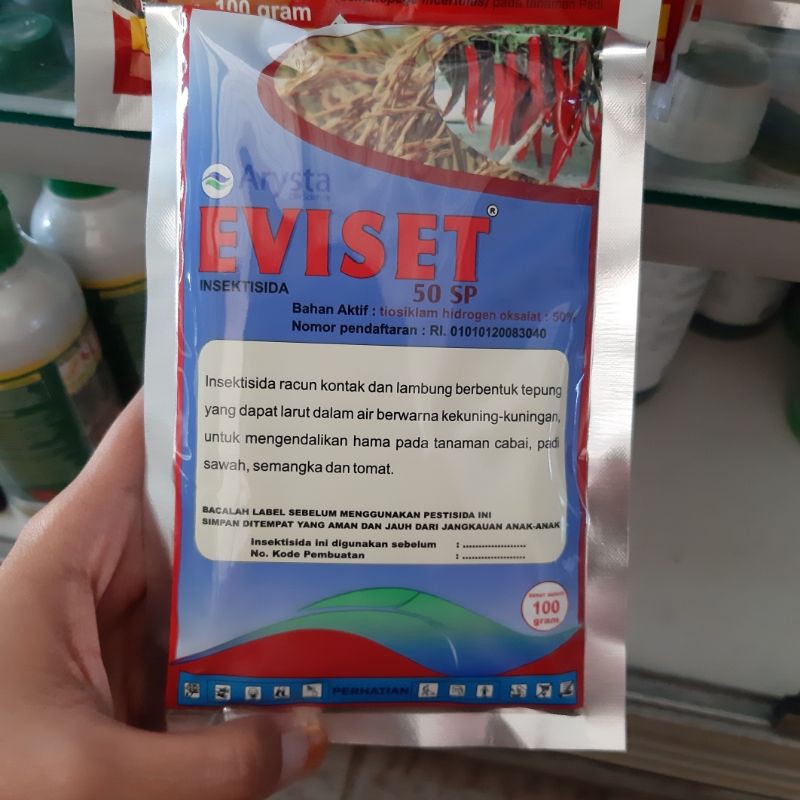 100 gram
pada tanaman Padi
Arysta
EVISET®
INSEKTISIDA
50 SP
Bahan Aktif : tiosiklam hidrogen oksalat : 50%
Nomor pendaftaran : RI. 01010120083040
Insektisida racun kontak dan lambung berbentuk tepung
yang dapat larut dalam air berwarna kekuning-kuningan,
untuk mengendalikan hama pada tanaman cabai, padi
sawah, semangka dan tomat.
BACALAH LABEL SEBELUM MENGGUNAKAN PESTISIDA INI
SIMPAN DITEMPAT YANG AMAN DAN JAUH DARI JANGKAUAN ANAK-ANAK
Insektisida ini digunakan sebelum : ....................
No. Kode Pembuatan : ....................
100
gram
PERHATIAN